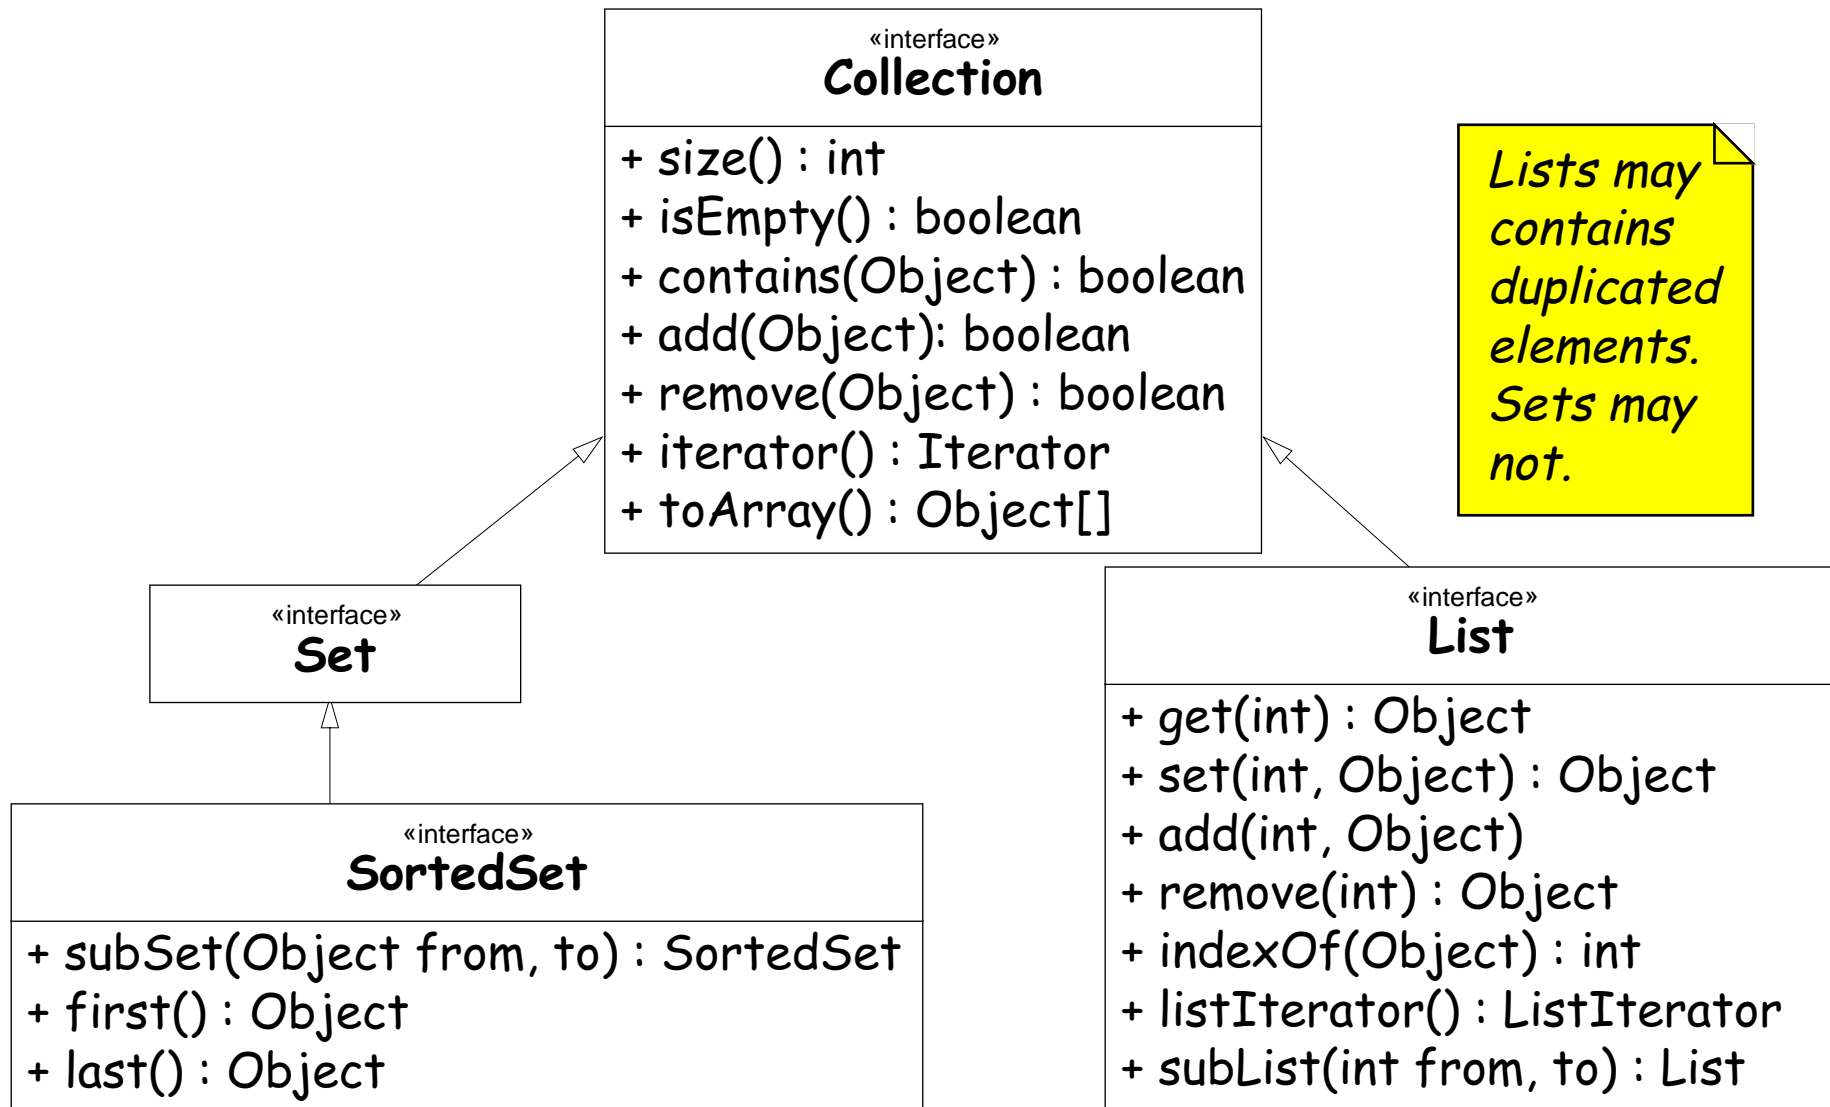 «interface»
Collection
+ size() : int
+ isEmpty() : boolean
+ contains(Object) : boolean
+ add(Object): boolean
+ remove(Object) : boolean
+ iterator() : Iterator
+ toArray() : Object[]
Lists may
contains
duplicated
elements.
Sets may
not.
«interface»
Set
«interface»
SortedSet
+ subSet(Object from, to) : SortedSet
+ first() : Object
+ last() : Object
«interface»
List
+ get(int) : Object
+ set(int, Object) : Object
+ add(int, Object)
+ remove(int) : Object
+ indexOf(Object) : int
+ listIterator() : ListIterator
+ subList(int from, to) : List